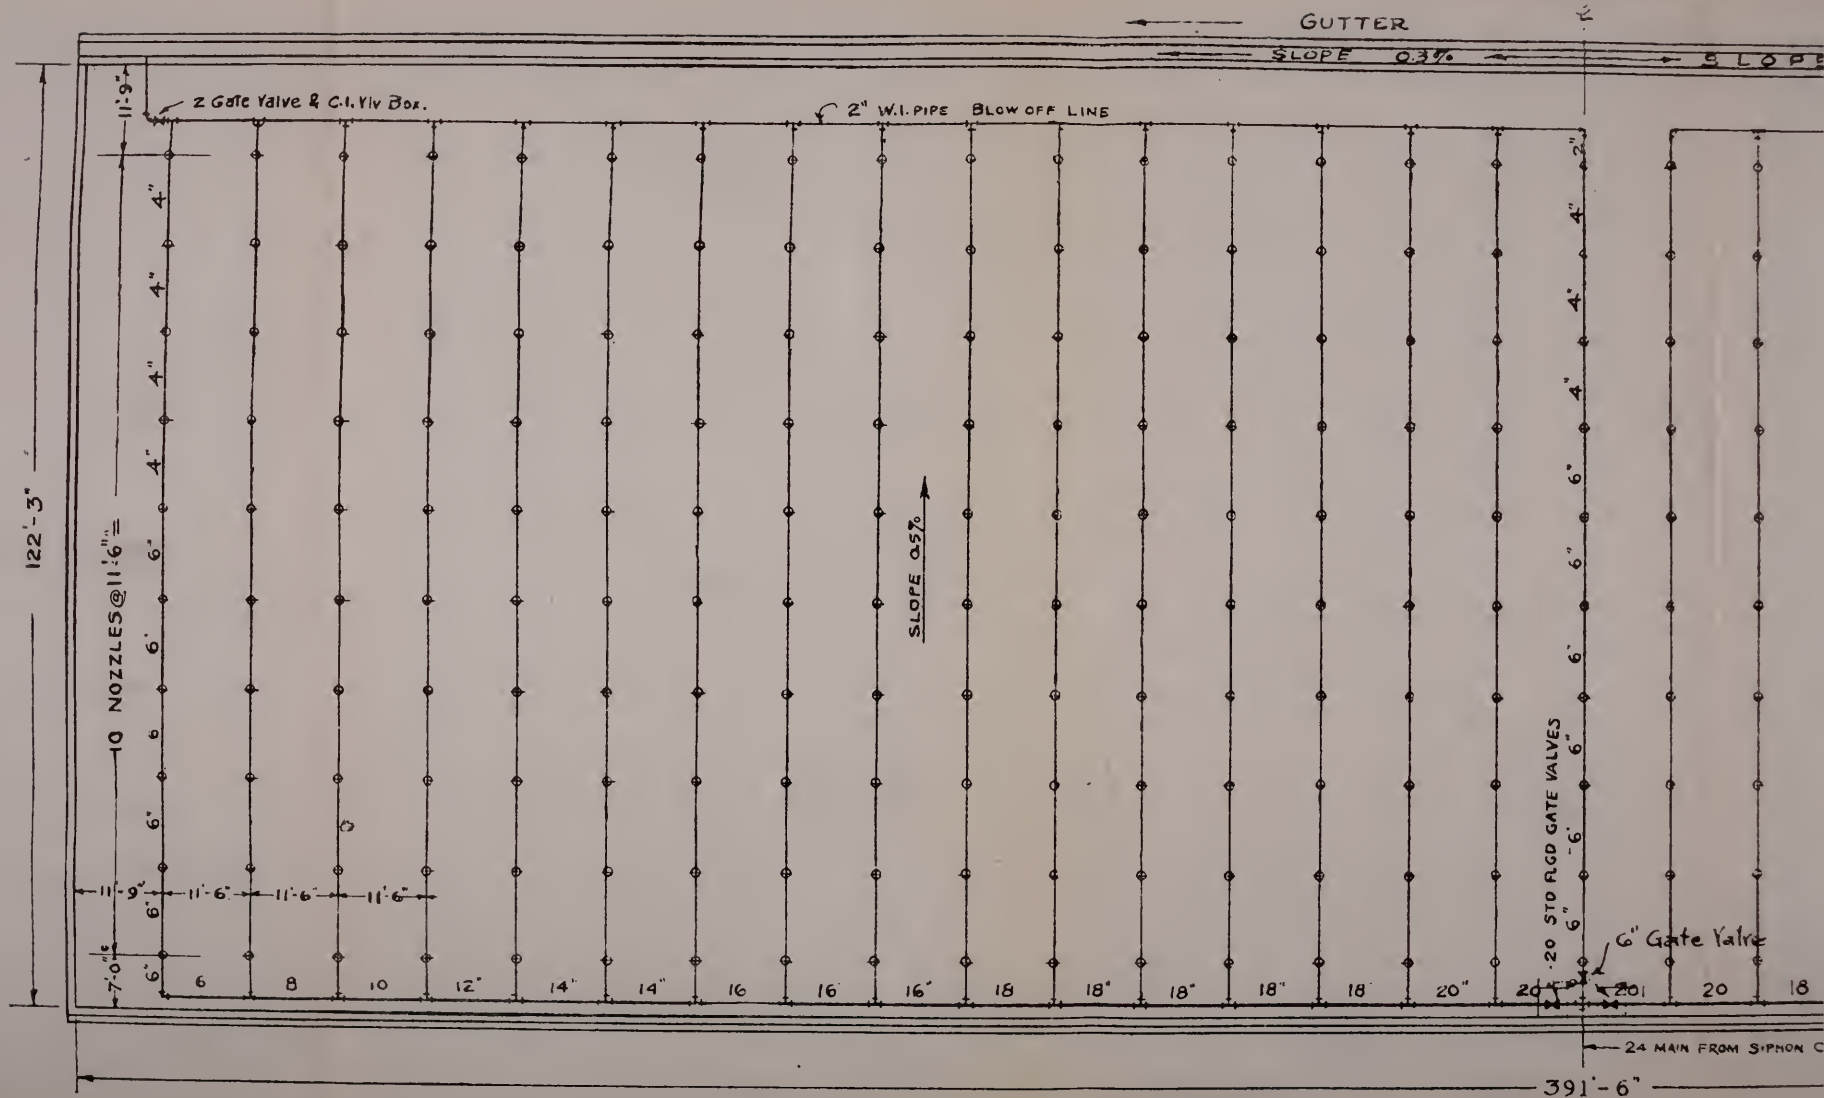 GUTTER
SLOPE 0.3% SLOPE
11'-9"
2 Gate Valve & C.I. Vlv Box.
2" W.I. PIPE BLOW OFF LINE
2"
4" 4"
4" 4"
4" 4"
4" 6"
6" 6"
6' 6"
6 6"
6" 6'
6" 6"
6"
122'-3"
10 NOZZLES @ 11'-6" =
SLOPE 0.5%
20 STD FLGD GATE VALVES
11'-9" 11'-6" 11'-6" 11'-6"
7'-0"
6" Gate Valve
6 8 10 12" 14" 14" 16 16 16" 18 18" 18" 18" 18 20" 20 20 18
24 MAIN FROM SIPHON C
391'-6"